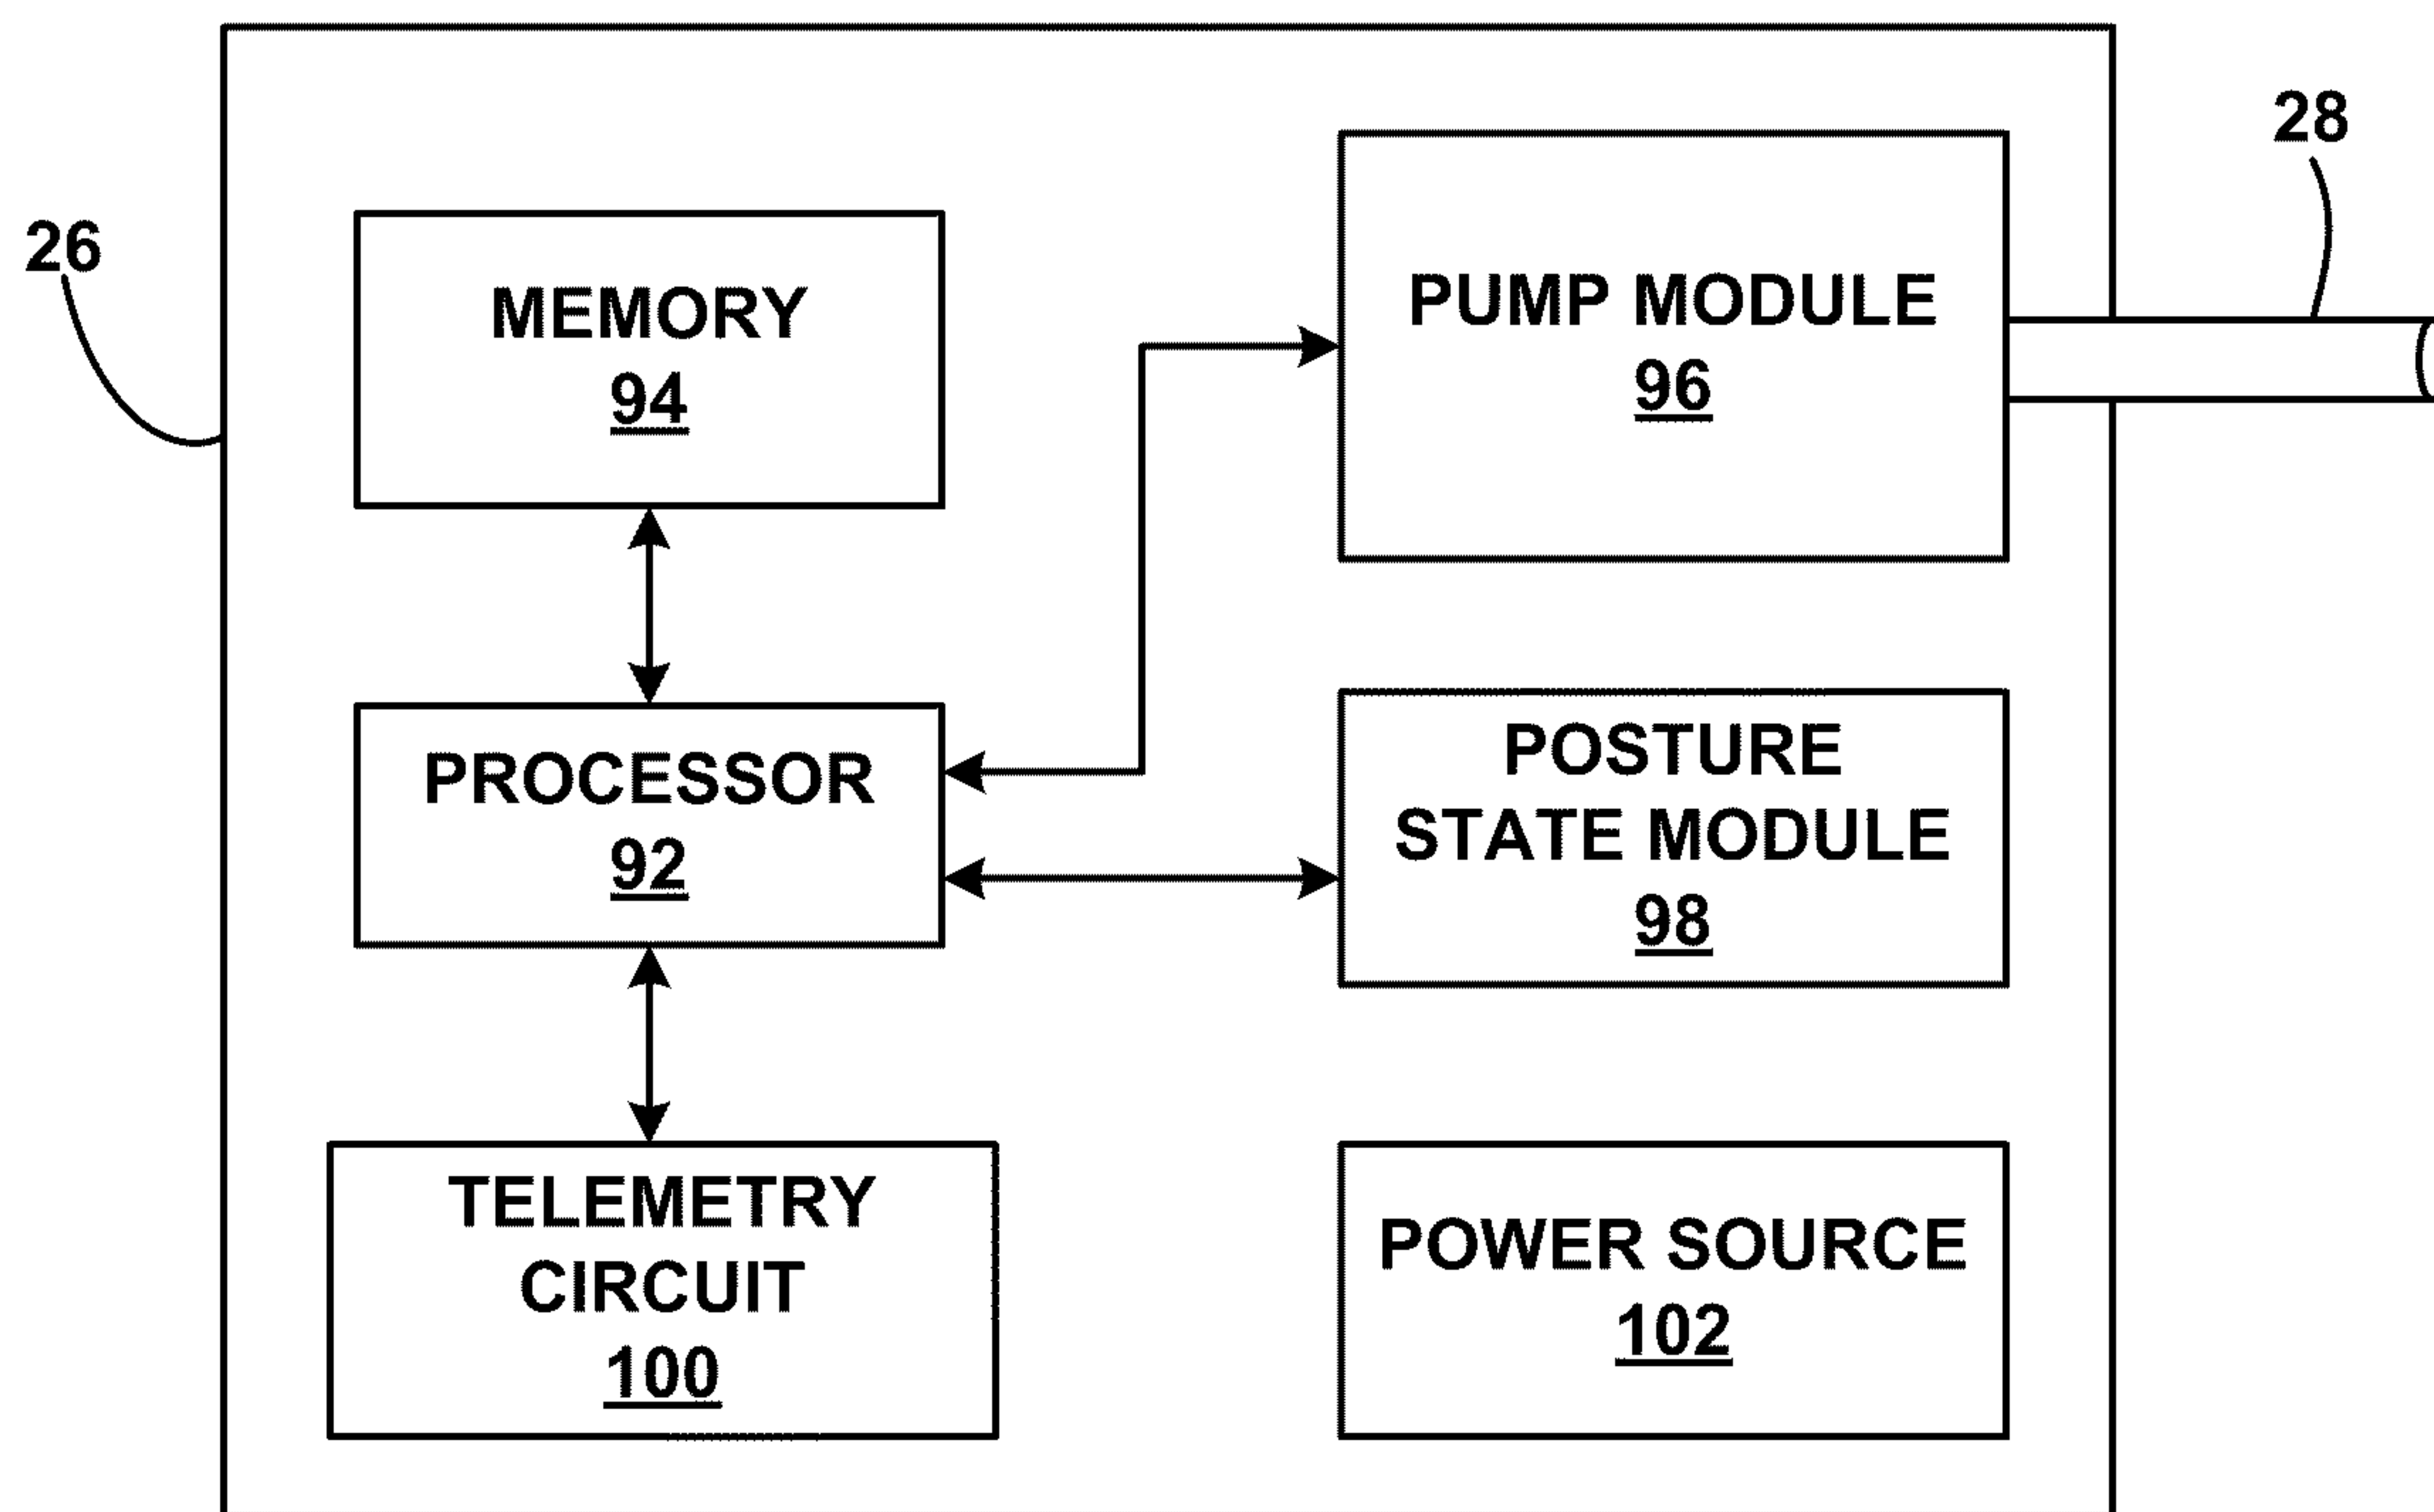 26
28
MEMORY
94
PUMP MODULE
96
PROCESSOR
92
POSTURE
STATE MODULE
98
TELEMETRY
CIRCUIT
100
POWER SOURCE
102